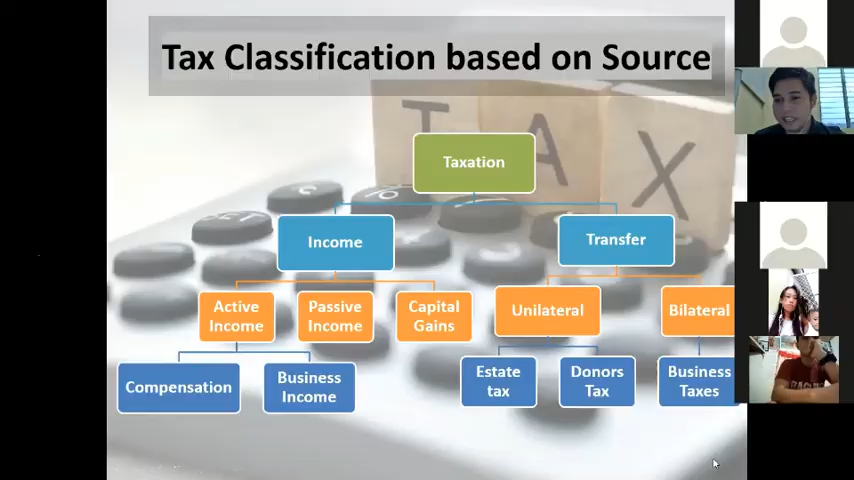 Tax Classification based on Source
T A X
Taxation
Income
Transfer
Active
Income
Passive
Income
Capital
Gains
Unilateral
Bilateral
Compensation
Business
Income
Estate
tax
Donors
Tax
Business
Taxes